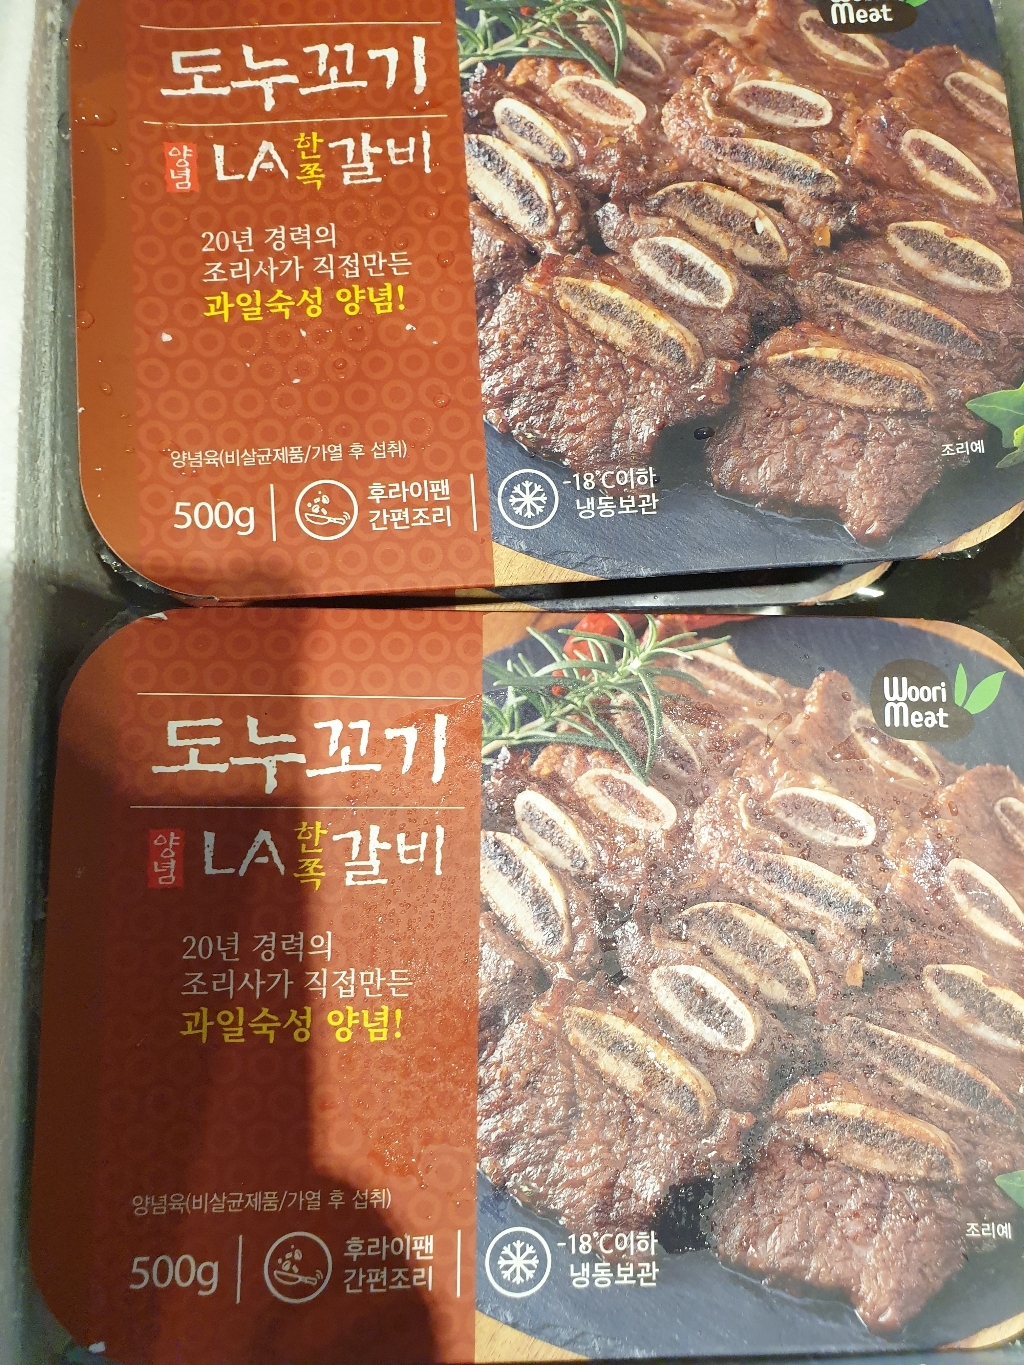 Meat
도누꼬기
양념 LA 한쪽 갈비
20년 경력의
조리사가 직접만든
과일숙성 양념!
조리예
양념육(비살균제품/가열 후 섭취)
500g 후라이팬 간편조리
-18℃이하 냉동보관
Woori
Meat
도누꼬기
양념 LA 한쪽 갈비
20년 경력의
조리사가 직접만든
과일숙성 양념!
양념육(비살균제품/가열 후 섭취)
조리예
500g 후라이팬 간편조리
-18℃이하 냉동보관